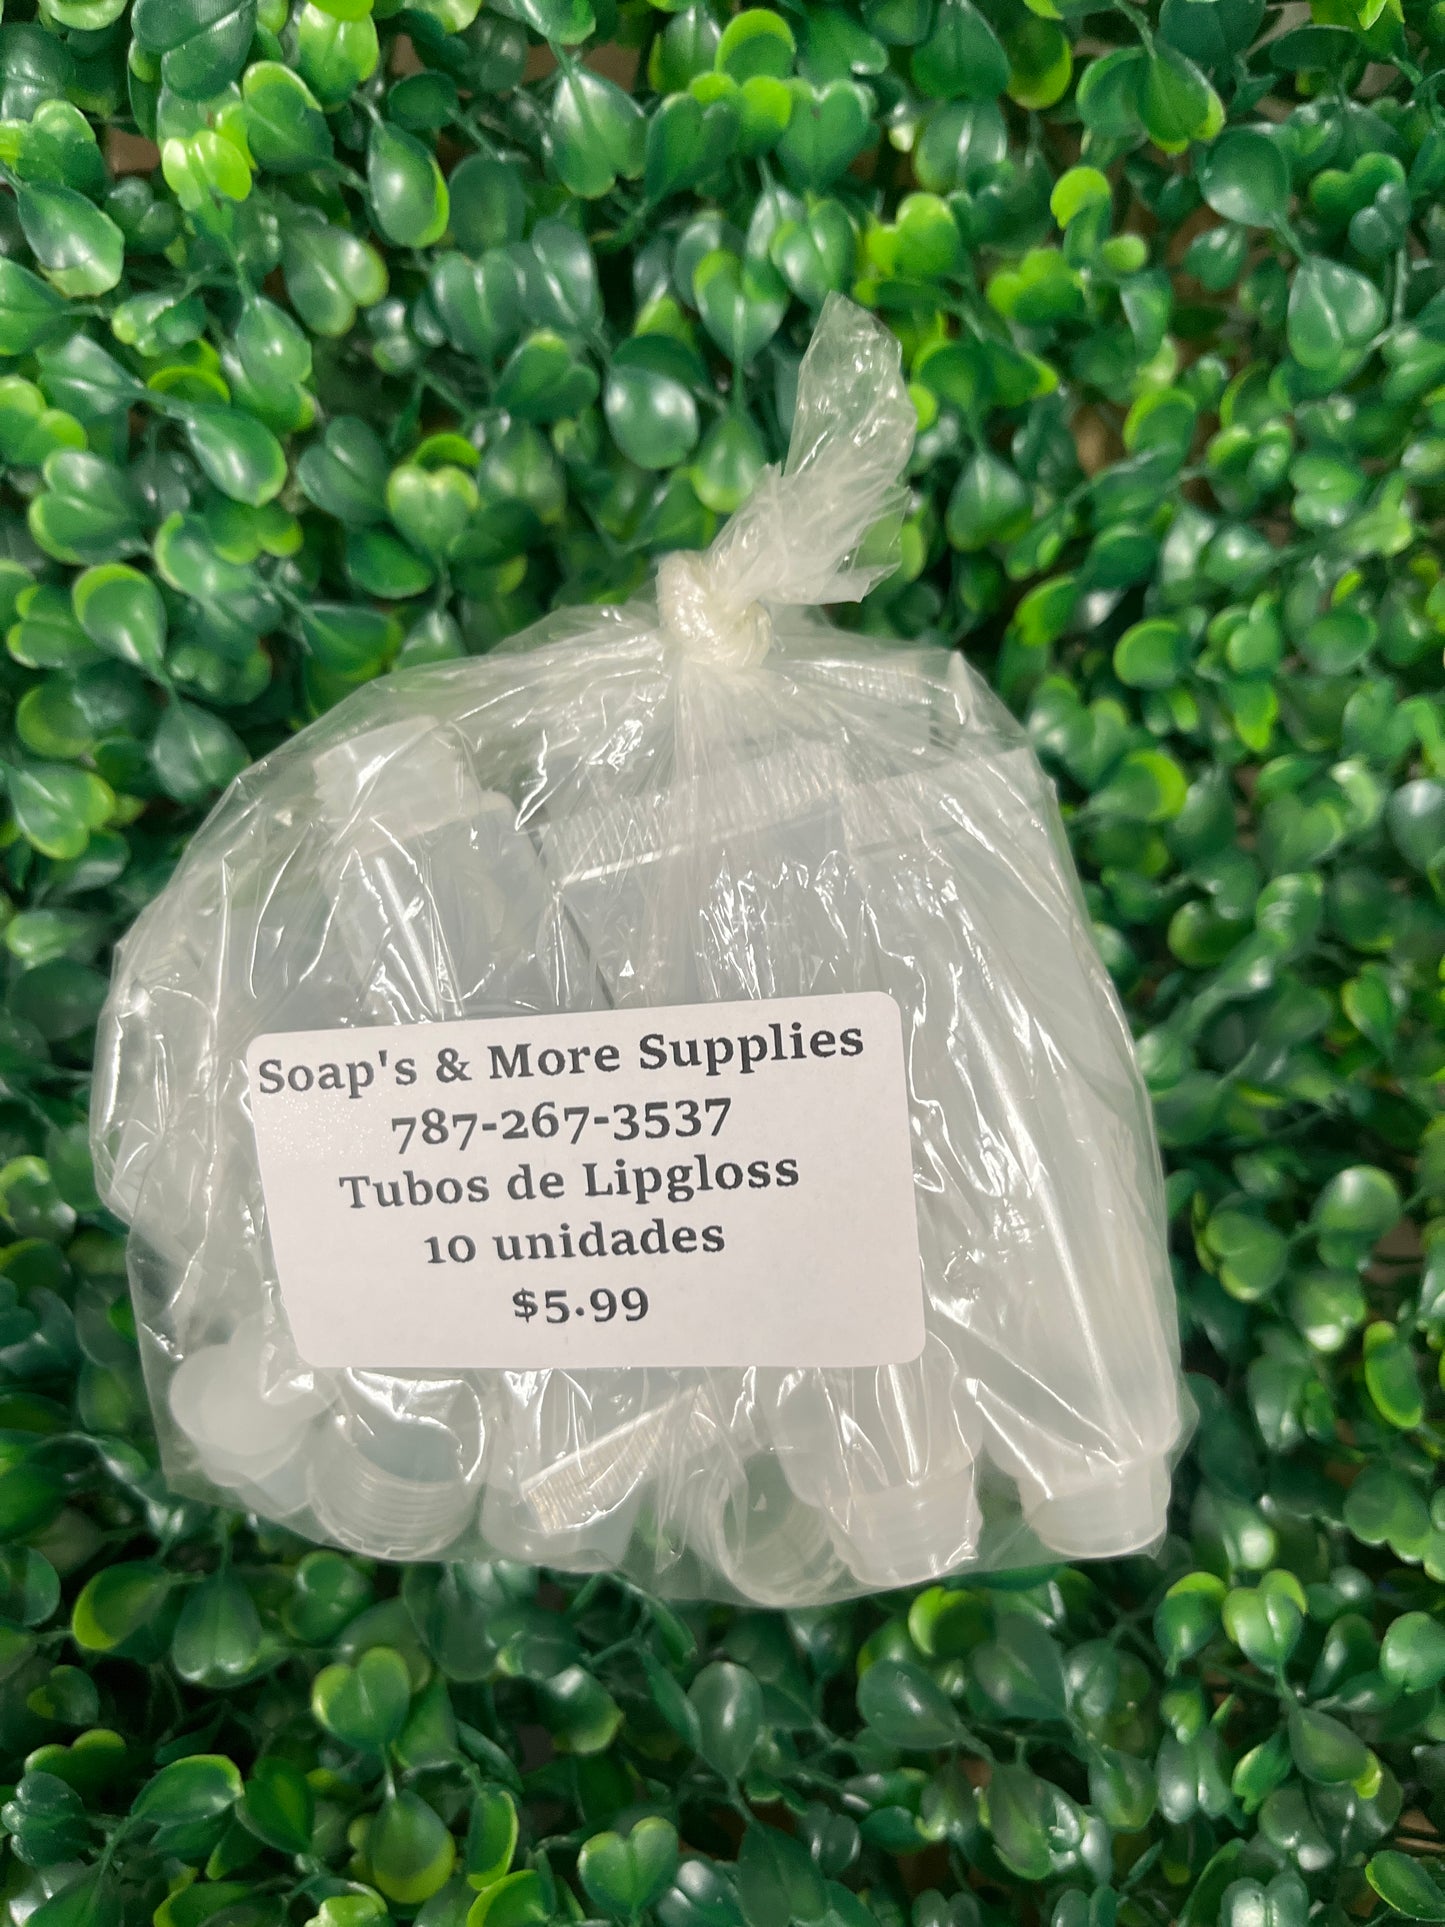 Soap's & More Supplies
787-267-3537
Tubos de Lipgloss
10 unidades
$5.99